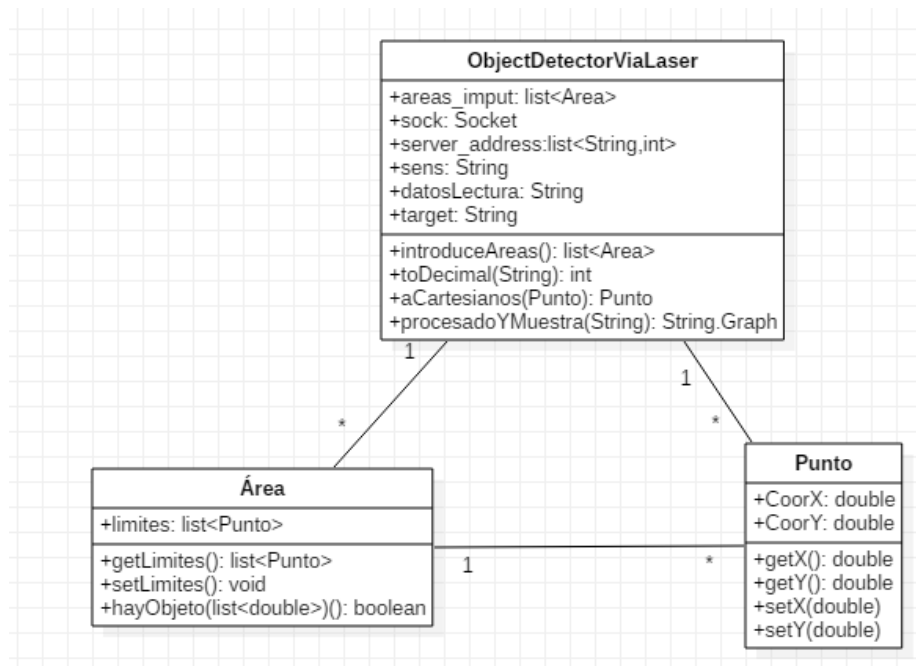 ObjectDetectorViaLaser
+areas_imput: list<Area>
+sock: Socket
+server_address:list<String,int>
+sens: String
+datosLectura: String
+target: String
+introduceAreas(): list<Area>
+toDecimal(String): int
+aCartesianos(Punto): Punto
+procesadoYMuestra(String): String.Graph
1
1
*
*
Área
+limites: list<Punto>
+getLimites(): list<Punto>
+setLimites(): void
+hayObjeto(list<double>)(): boolean
1
*
Punto
+CoorX: double
+CoorY: double
+getX(): double
+getY(): double
+setX(double)
+setY(double)